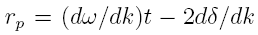 r_p = (dω/dk)t − 2dδ/dk